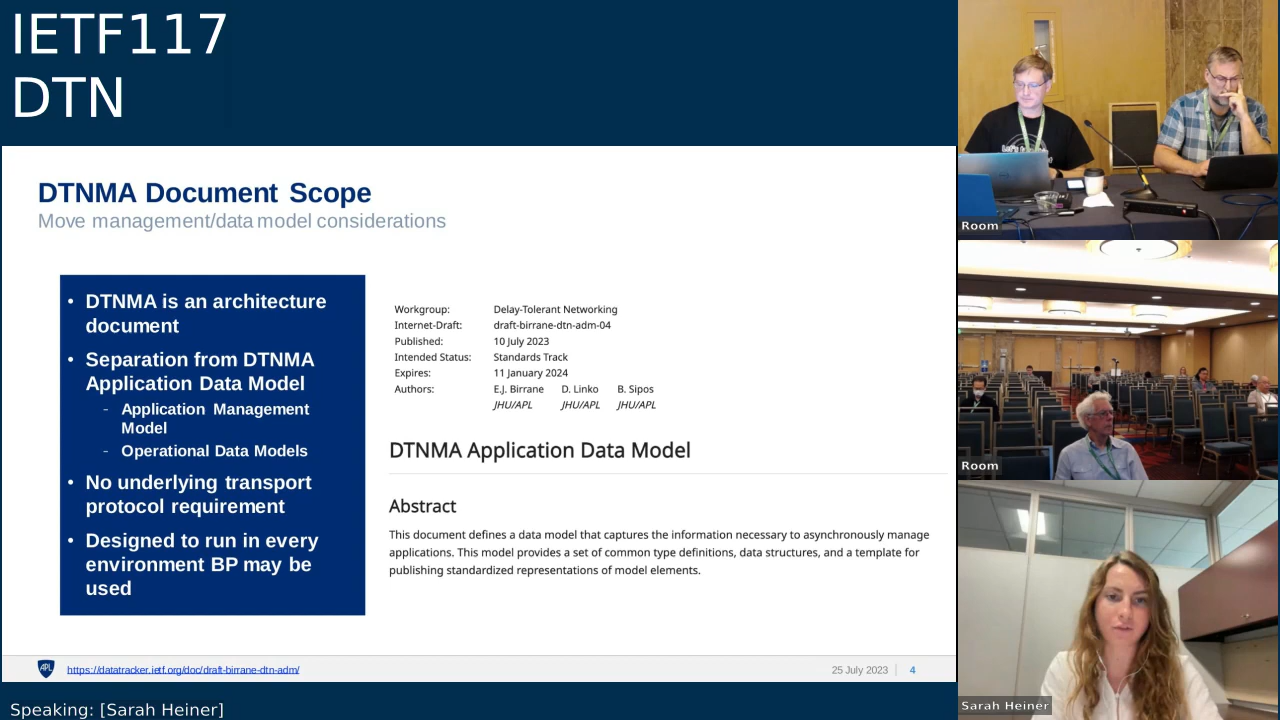 IETF117
DTN
DTNMA Document Scope
Move management/data model considerations
• DTNMA is an architecture
document
• Separation from DTNMA
Application Data Model
- Application Management
Model
- Operational Data Models
• No underlying transport
protocol requirement
• Designed to run in every
environment BP may be
used
Workgroup: Delay-Tolerant Networking
Internet-Draft: draft-birrane-dtn-adm-04
Published: 10 July 2023
Intended Status: Standards Track
Expires: 11 January 2024
Authors: E.J. Birrane D. Linko B. Sipos
JHU/APL JHU/APL JHU/APL
DTNMA Application Data Model
Abstract
This document defines a data model that captures the information necessary to asynchronously manage
applications. This model provides a set of common type definitions, data structures, and a template for
publishing standardized representations of model elements.
APL https://datatracker.ietf.org/doc/draft-birrane-dtn-adm/ 25 July 2023 | 4
Speaking: [Sarah Heiner]
Room
Room
Sarah Heiner